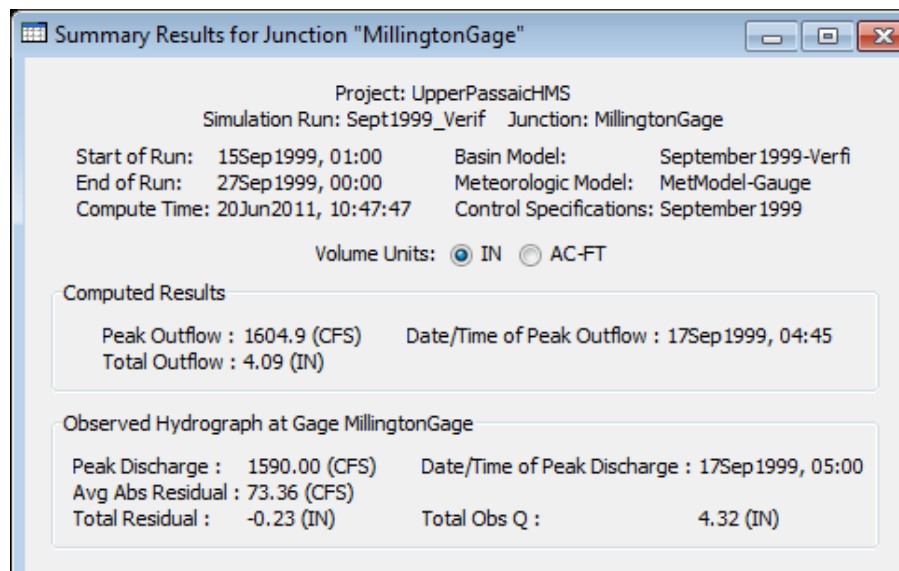 Summary Results for Junction "MillingtonGage"
Project: UpperPassaicHMS
Simulation Run: Sept1999_Verif Junction: MillingtonGage
Start of Run: 15Sep1999, 01:00 Basin Model: September1999-Verfi
End of Run: 27Sep1999, 00:00 Meteorologic Model: MetModel-Gauge
Compute Time: 20Jun2011, 10:47:47 Control Specifications: September1999
Volume Units: IN AC-FT
Computed Results
Peak Outflow : 1604.9 (CFS) Date/Time of Peak Outflow : 17Sep1999, 04:45
Total Outflow : 4.09 (IN)
Observed Hydrograph at Gage MillingtonGage
Peak Discharge : 1590.00 (CFS) Date/Time of Peak Discharge : 17Sep1999, 05:00
Avg Abs Residual : 73.36 (CFS)
Total Residual : -0.23 (IN) Total Obs Q : 4.32 (IN)